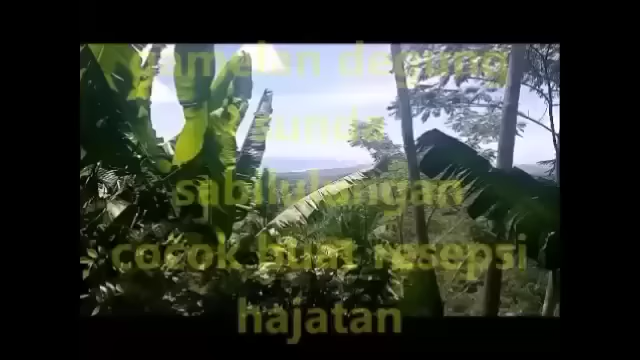 gamelan degung
sunda
sabilulungan
cocok buat resepsi
hajatan